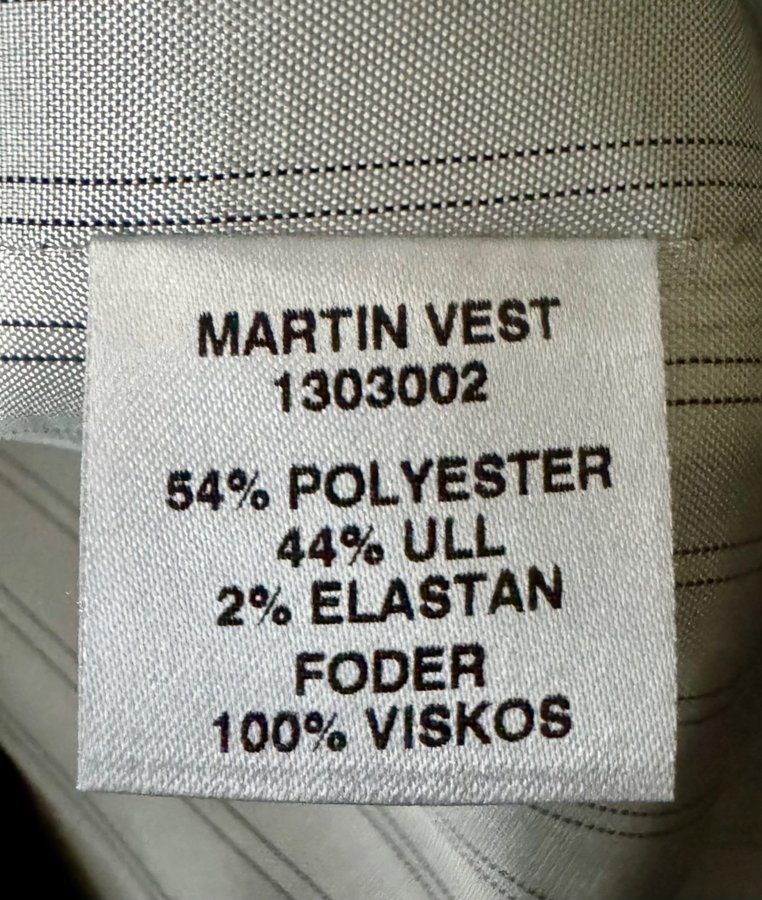 MARTIN VEST
1303002
54% POLYESTER
44% ULL
2% ELASTAN
FODER
100% VISKOS